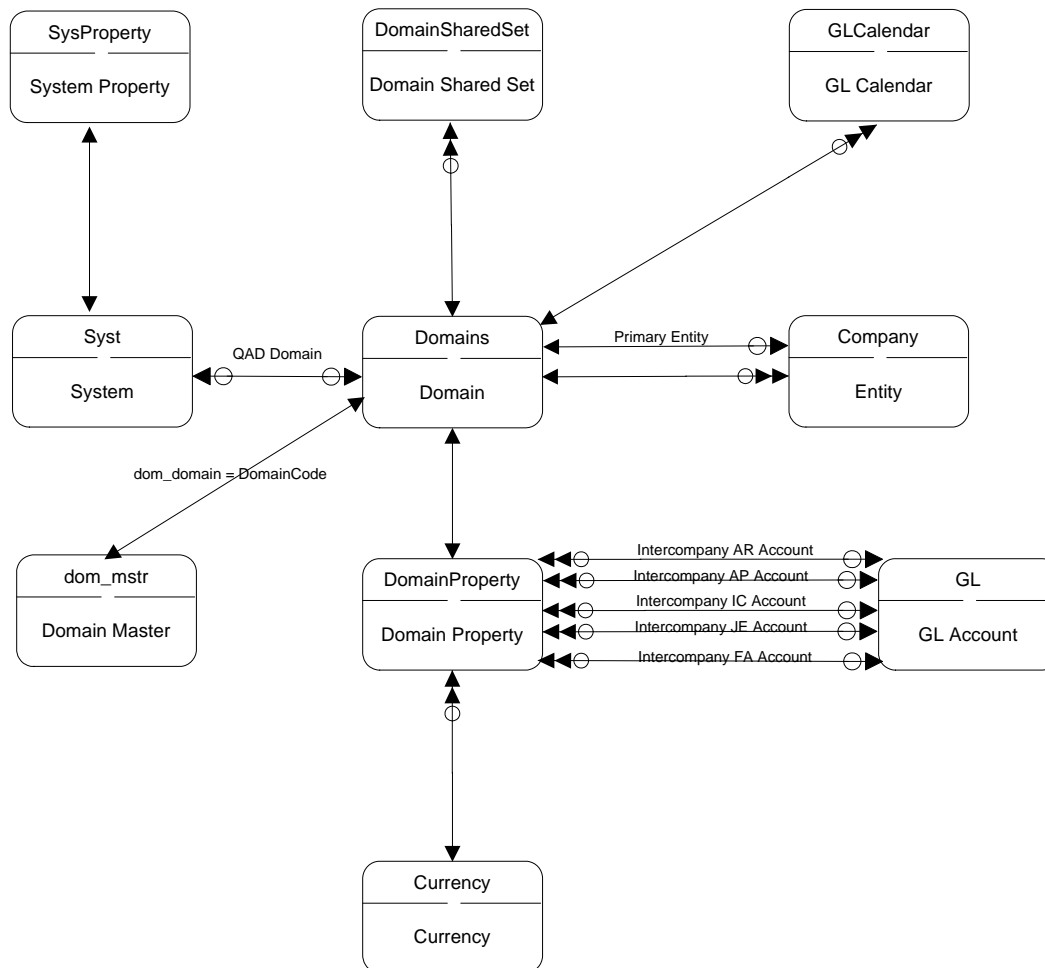 SysProperty
System Property
DomainSharedSet
Domain Shared Set
GLCalendar
GL Calendar
Syst
System
QAD Domain
Domains
Domain
Primary Entity
Company
Entity
dom_domain = DomainCode
dom_mstr
Domain Master
DomainProperty
Domain Property
Intercompany AR Account
Intercompany AP Account
Intercompany IC Account
Intercompany JE Account
Intercompany FA Account
GL
GL Account
Currency
Currency